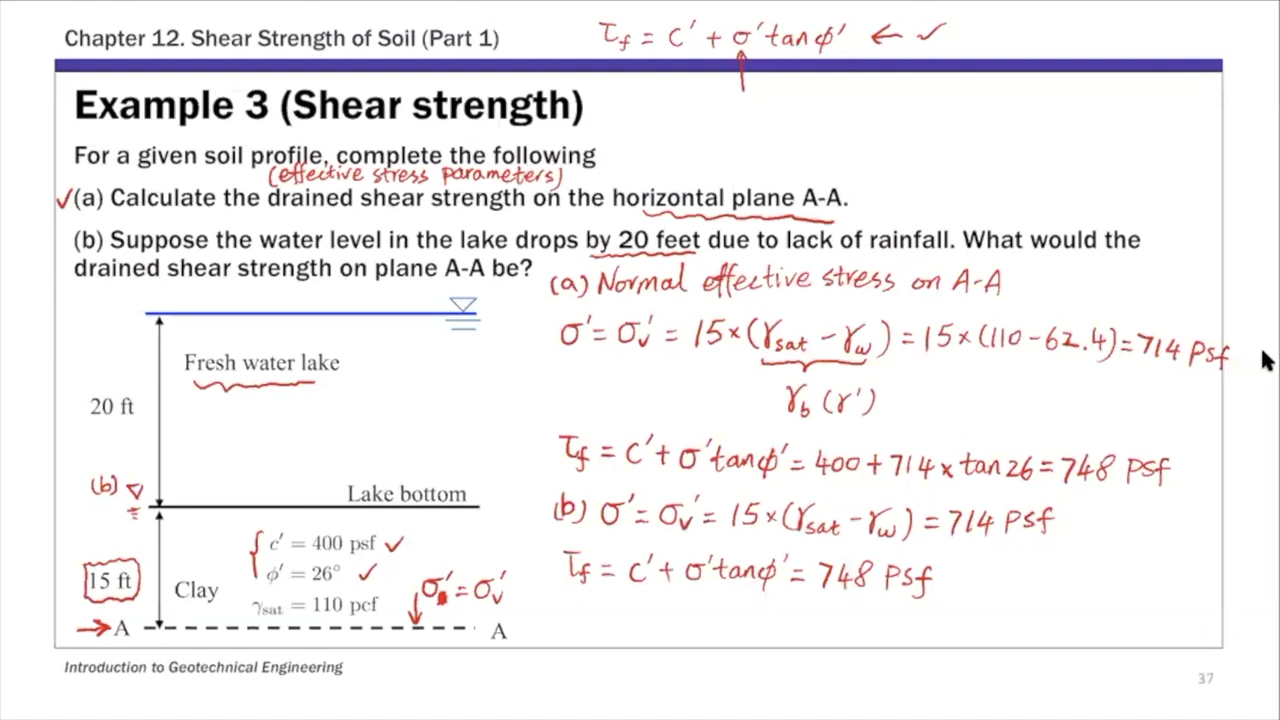 Chapter 12. Shear Strength of Soil (Part 1)
τf = c' + σ' tan φ' ← ✓
Example 3 (Shear strength)
For a given soil profile, complete the following
(effective stress parameters)
✓(a) Calculate the drained shear strength on the horizontal plane A-A.
(b) Suppose the water level in the lake drops by 20 feet due to lack of rainfall. What would the
drained shear strength on plane A-A be?
(a) Normal effective stress on A-A
σ' = σv' = 15×(γsat − γw) = 15×(110−62.4) = 714 psf
γb (γ')
τf = c' + σ' tanφ' = 400 + 714 × tan 26 = 748 psf
(b) σ' = σv' = 15×(γsat − γw) = 714 psf
τf = c' + σ' tanφ' = 748 psf
Fresh water lake
20 ft
(b)
Lake bottom
c' = 400 psf ✓
φ' = 26° ✓
γsat = 110 pcf
15 ft
Clay
σ' = σv'
→ A
A
Introduction to Geotechnical Engineering
37